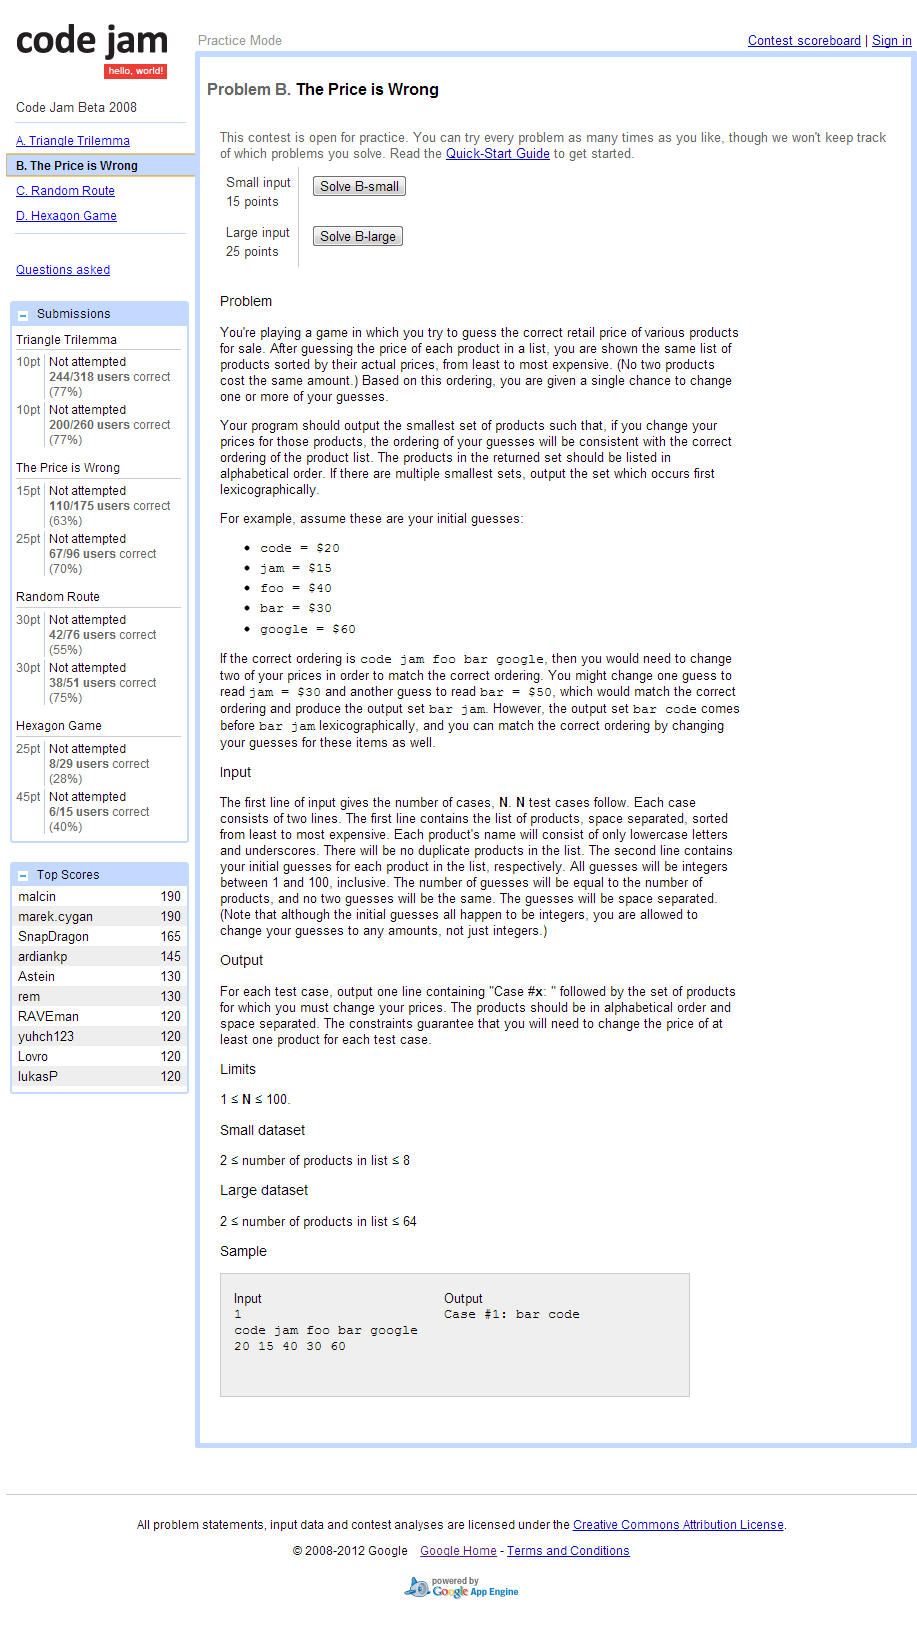 code jam
hello, world!
Practice Mode
Contest scoreboard | Sign in
Code Jam Beta 2008
A. Triangle Trilemma
B. The Price is Wrong
C. Random Route
D. Hexagon Game
Questions asked
Submissions
Triangle Trilemma
10pt Not attempted
244/318 users correct
(77%)
10pt Not attempted
200/260 users correct
(77%)
The Price is Wrong
15pt Not attempted
110/175 users correct
(63%)
25pt Not attempted
67/96 users correct
(70%)
Random Route
30pt Not attempted
42/76 users correct
(55%)
30pt Not attempted
38/51 users correct
(75%)
Hexagon Game
25pt Not attempted
8/29 users correct
(28%)
45pt Not attempted
6/15 users correct
(40%)
Top Scores
malcin 190
marek.cygan 190
SnapDragon 165
ardiankp 145
Astein 130
rem 130
RAVEman 120
yuhch123 120
Lovro 120
lukasP 120
Problem B. The Price is Wrong
This contest is open for practice. You can try every problem as many times as you like, though we won't keep track
of which problems you solve. Read the Quick-Start Guide to get started.
Small input
15 points
Solve B-small
Large input
25 points
Solve B-large
Problem
You're playing a game in which you try to guess the correct retail price of various products
for sale. After guessing the price of each product in a list, you are shown the same list of
products sorted by their actual prices, from least to most expensive. (No two products
cost the same amount.) Based on this ordering, you are given a single chance to change
one or more of your guesses.
Your program should output the smallest set of products such that, if you change your
prices for those products, the ordering of your guesses will be consistent with the correct
ordering of the product list. The products in the returned set should be listed in
alphabetical order. If there are multiple smallest sets, output the set which occurs first
lexicographically.
For example, assume these are your initial guesses:
• code = $20
• jam = $15
• foo = $40
• bar = $30
• google = $60
If the correct ordering is code jam foo bar google, then you would need to change
two of your prices in order to match the correct ordering. You might change one guess to
read jam = $30 and another guess to read bar = $50, which would match the correct
ordering and produce the output set bar jam. However, the output set bar code comes
before bar jam lexicographically, and you can match the correct ordering by changing
your guesses for these items as well.
Input
The first line of input gives the number of cases, N. N test cases follow. Each case
consists of two lines. The first line contains the list of products, space separated, sorted
from least to most expensive. Each product's name will consist of only lowercase letters
and underscores. There will be no duplicate products in the list. The second line contains
your initial guesses for each product in the list, respectively. All guesses will be integers
between 1 and 100, inclusive. The number of guesses will be equal to the number of
products, and no two guesses will be the same. The guesses will be space separated.
(Note that although the initial guesses all happen to be integers, you are allowed to
change your guesses to any amounts, not just integers.)
Output
For each test case, output one line containing "Case #x: " followed by the set of products
for which you must change your prices. The products should be in alphabetical order and
space separated. The constraints guarantee that you will need to change the price of at
least one product for each test case.
Limits
1 ≤ N ≤ 100.
Small dataset
2 ≤ number of products in list ≤ 8
Large dataset
2 ≤ number of products in list ≤ 64
Sample
Input
1
code jam foo bar google
20 15 40 30 60
Output
Case #1: bar code
All problem statements, input data and contest analyses are licensed under the Creative Commons Attribution License.
© 2008-2012 Google Google Home - Terms and Conditions
powered by
Google App Engine